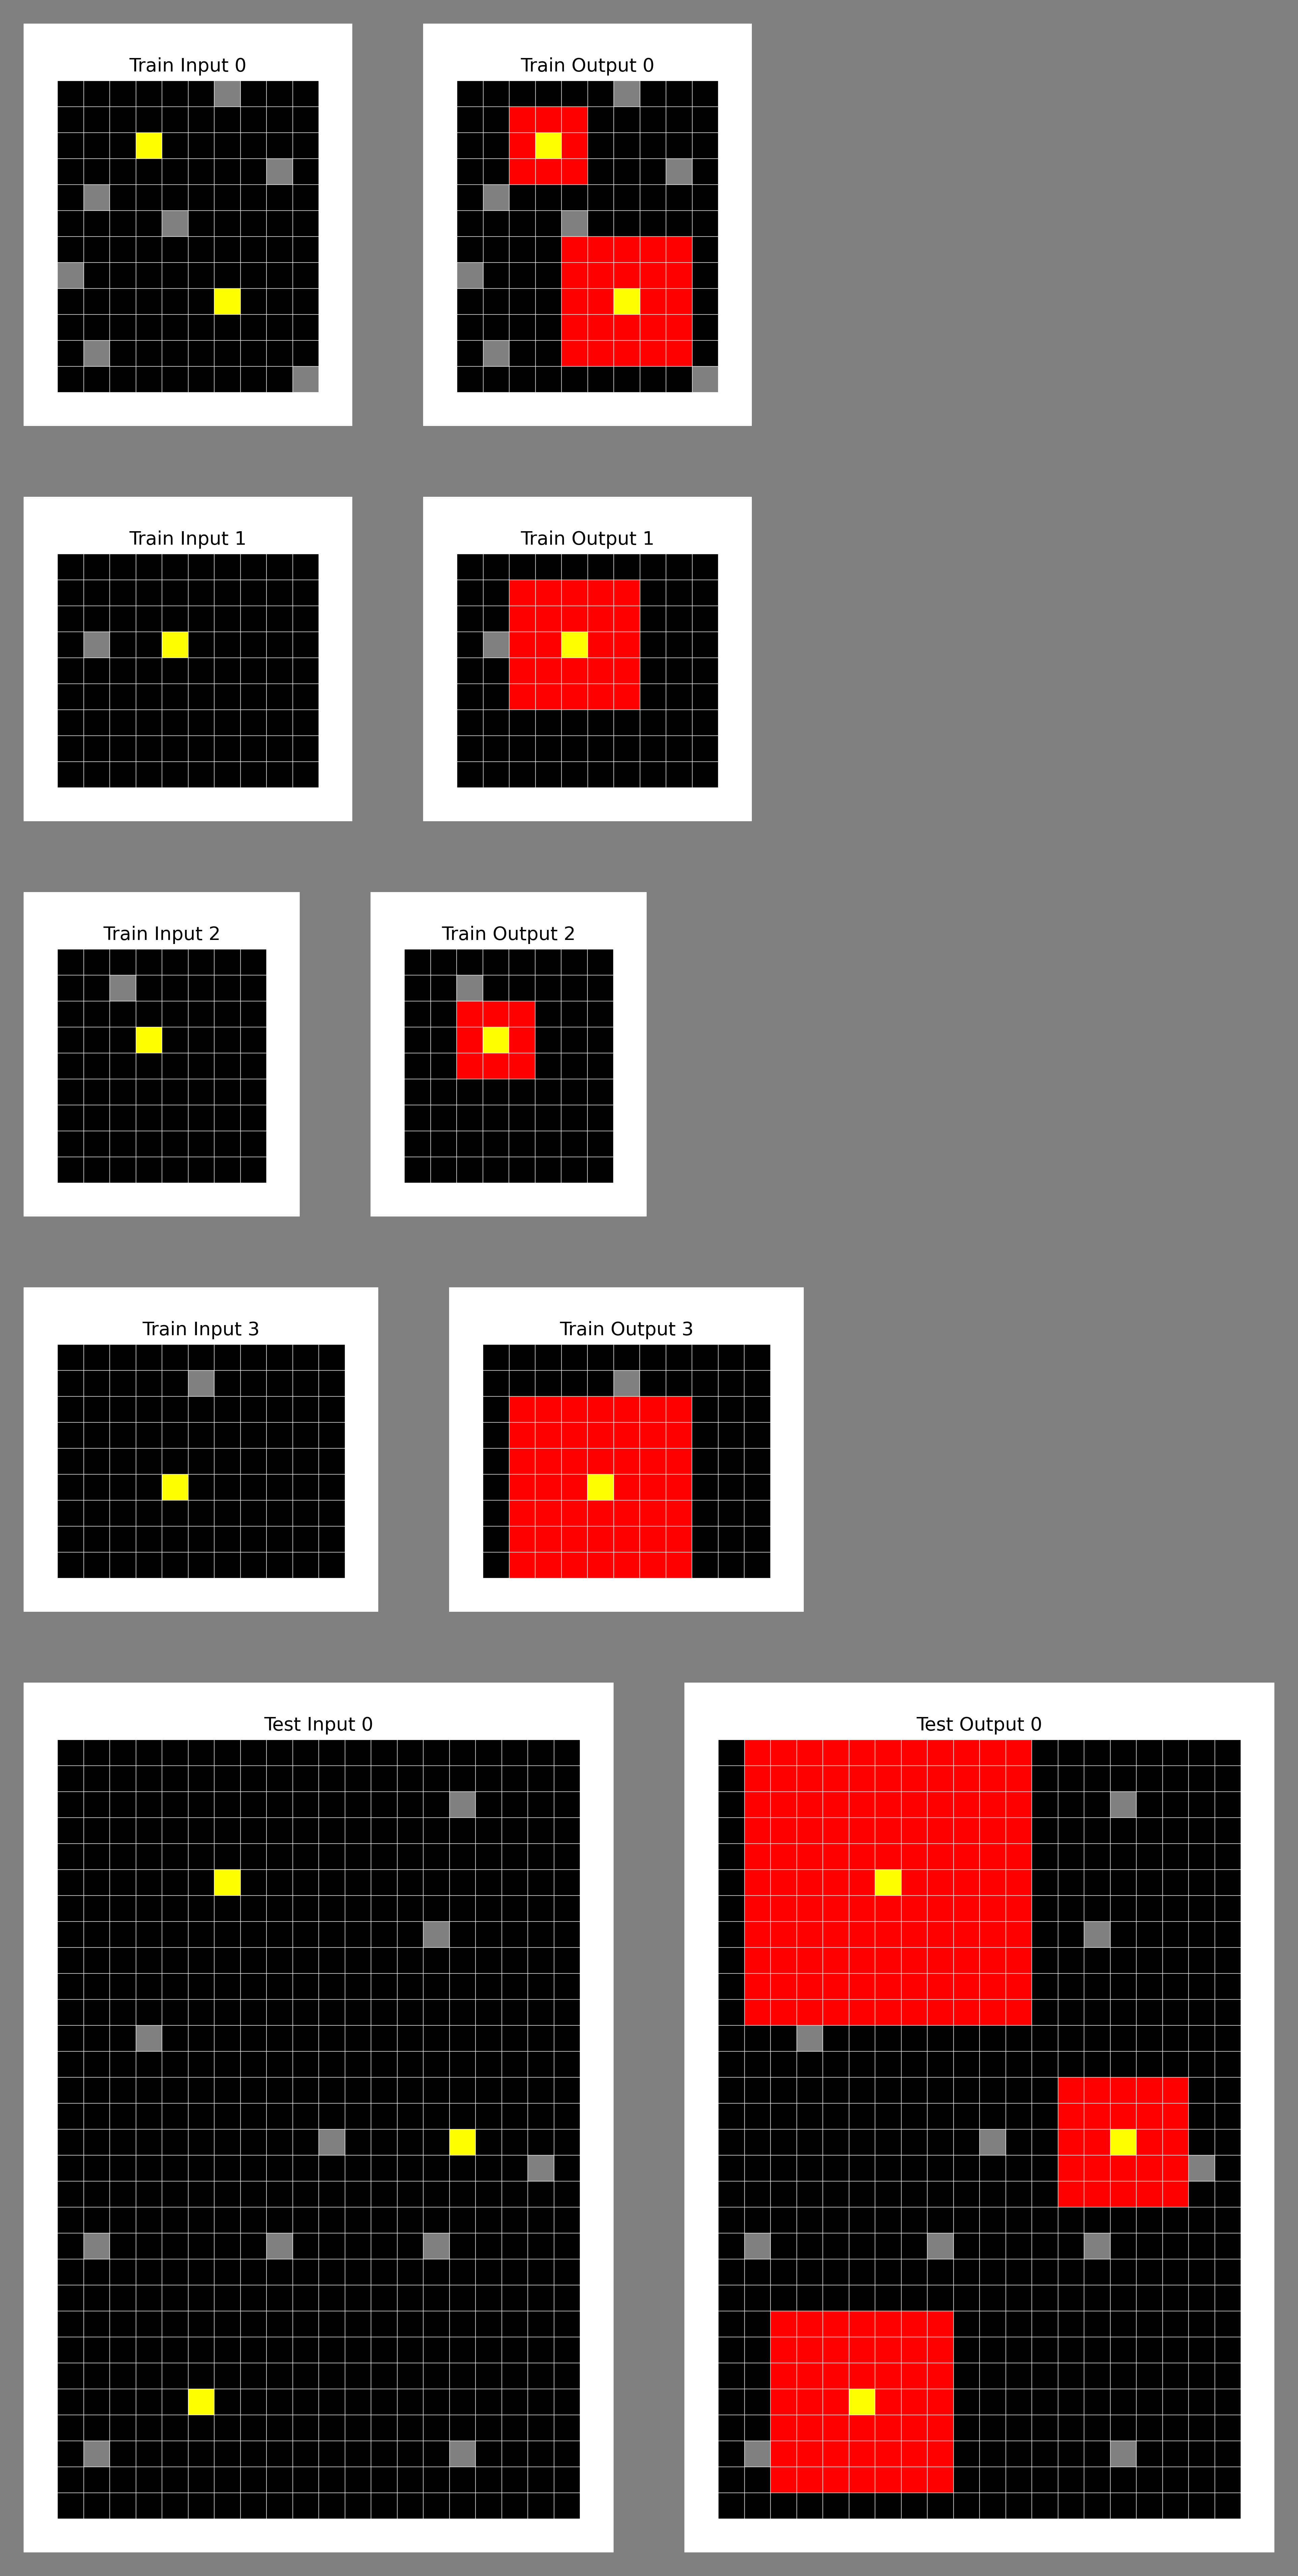 Train Input 0
Train Output 0
Train Input 1
Train Output 1
Train Input 2
Train Output 2
Train Input 3
Train Output 3
Test Input 0
Test Output 0